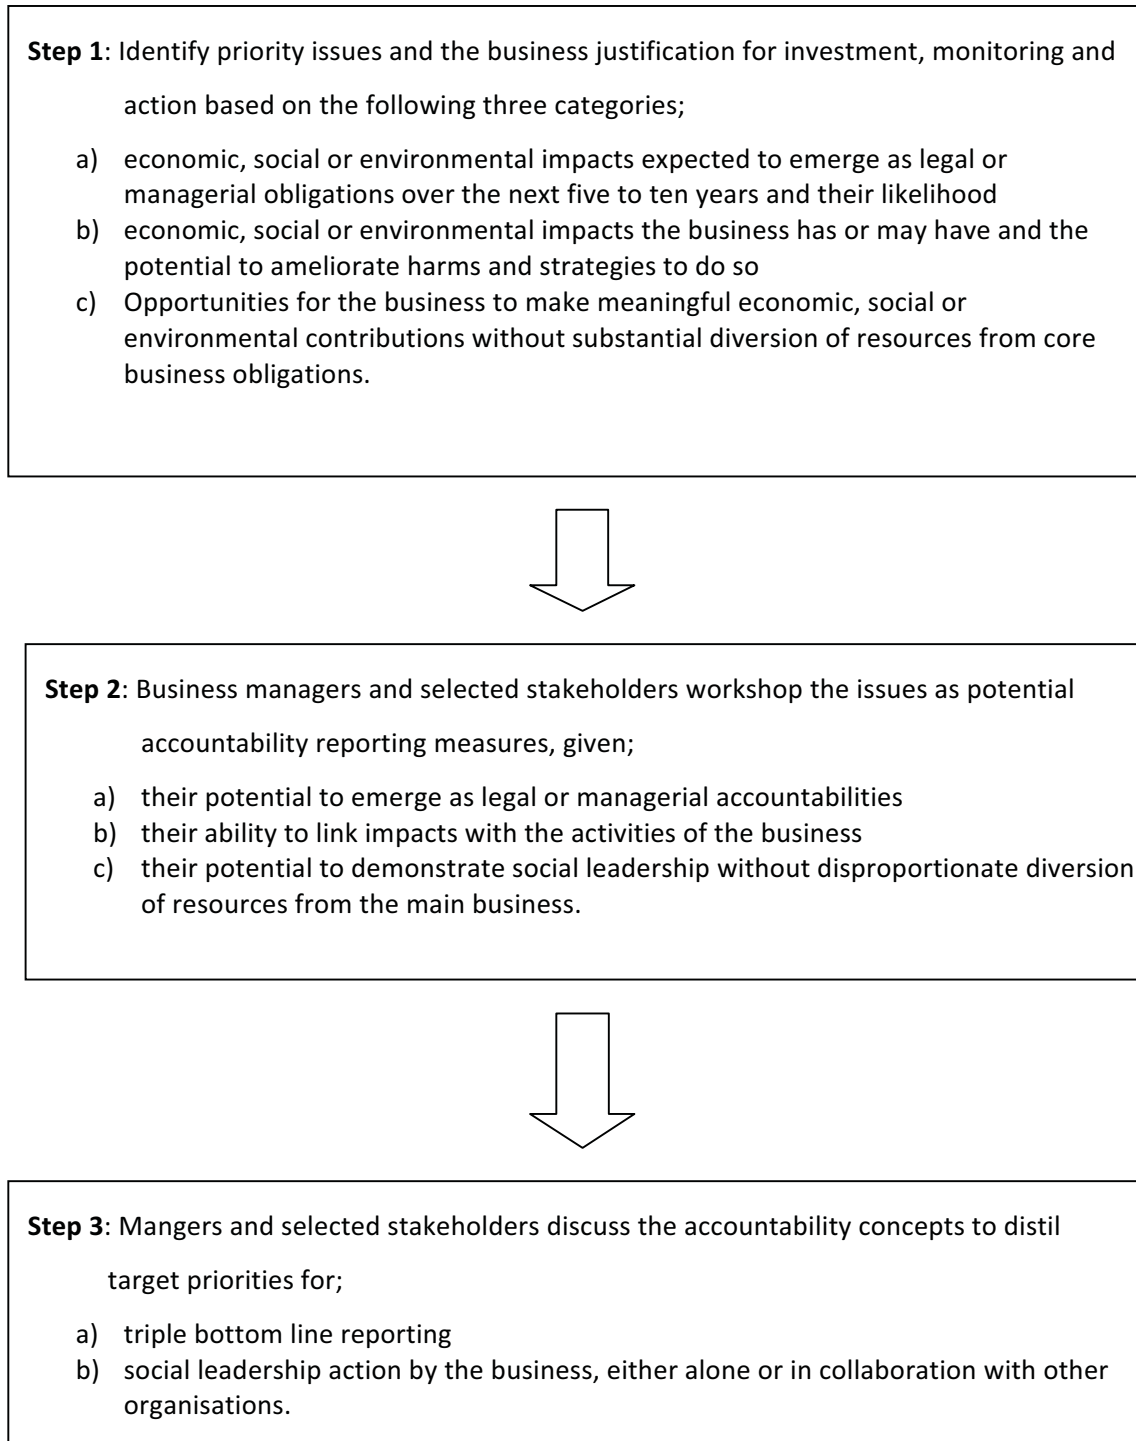 Step 1: Identify priority issues and the business justification for investment, monitoring and
action based on the following three categories;
a) economic, social or environmental impacts expected to emerge as legal or
managerial obligations over the next five to ten years and their likelihood
b) economic, social or environmental impacts the business has or may have and the
potential to ameliorate harms and strategies to do so
c) Opportunities for the business to make meaningful economic, social or
environmental contributions without substantial diversion of resources from core
business obligations.
Step 2: Business managers and selected stakeholders workshop the issues as potential
accountability reporting measures, given;
a) their potential to emerge as legal or managerial accountabilities
b) their ability to link impacts with the activities of the business
c) their potential to demonstrate social leadership without disproportionate diversion
of resources from the main business.
Step 3: Mangers and selected stakeholders discuss the accountability concepts to distil
target priorities for;
a) triple bottom line reporting
b) social leadership action by the business, either alone or in collaboration with other
organisations.